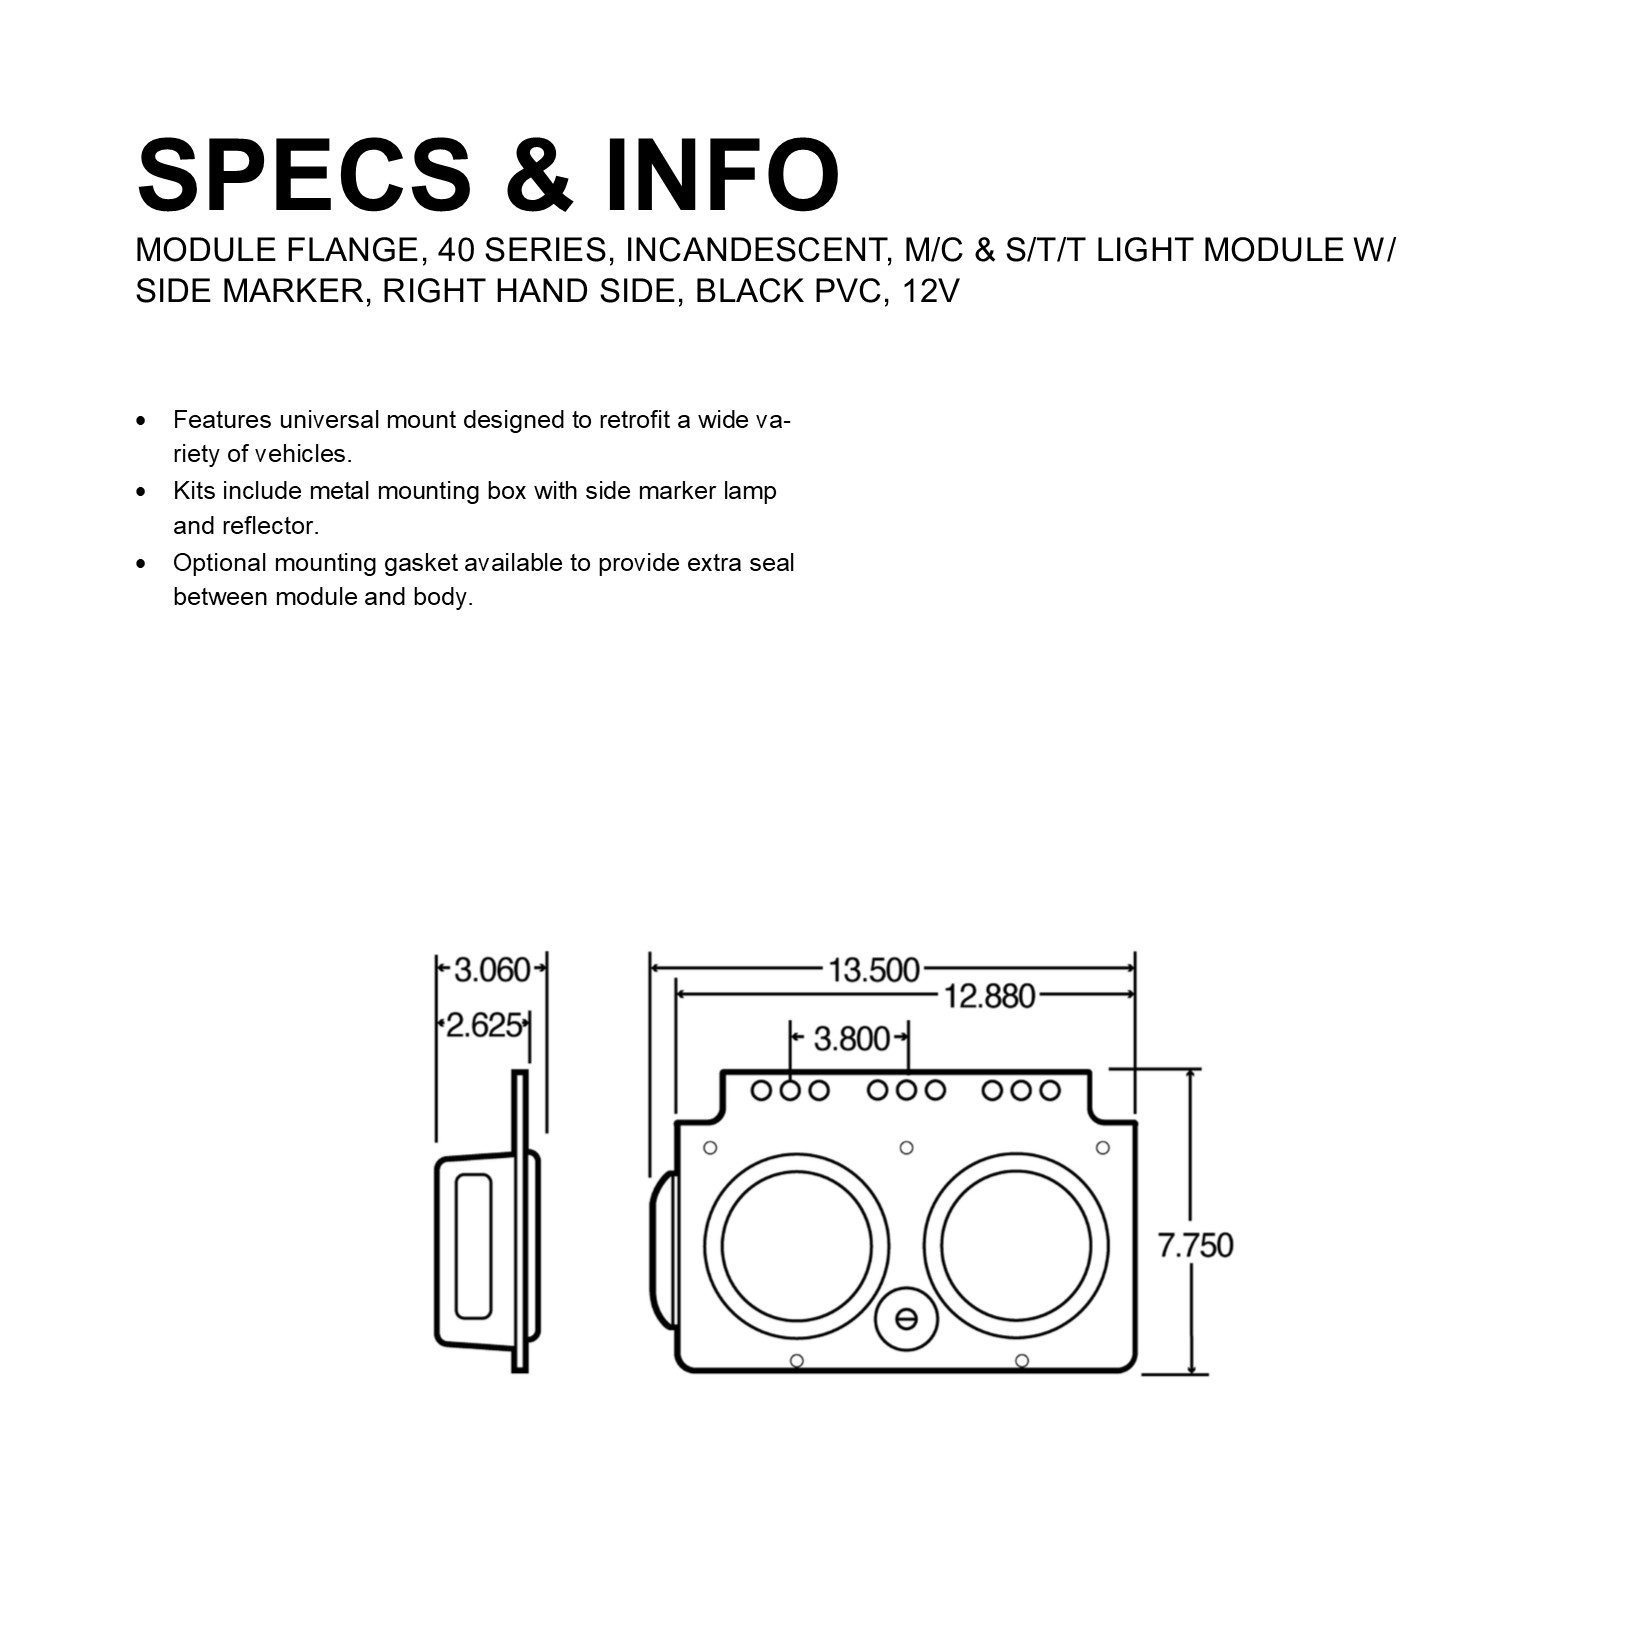 SPECS & INFO
MODULE FLANGE, 40 SERIES, INCANDESCENT, M/C & S/T/T LIGHT MODULE W/
SIDE MARKER, RIGHT HAND SIDE, BLACK PVC, 12V
• Features universal mount designed to retrofit a wide va-
riety of vehicles.
• Kits include metal mounting box with side marker lamp
and reflector.
• Optional mounting gasket available to provide extra seal
between module and body.
3.060
13.500
12.880
2.625
3.800
7.750